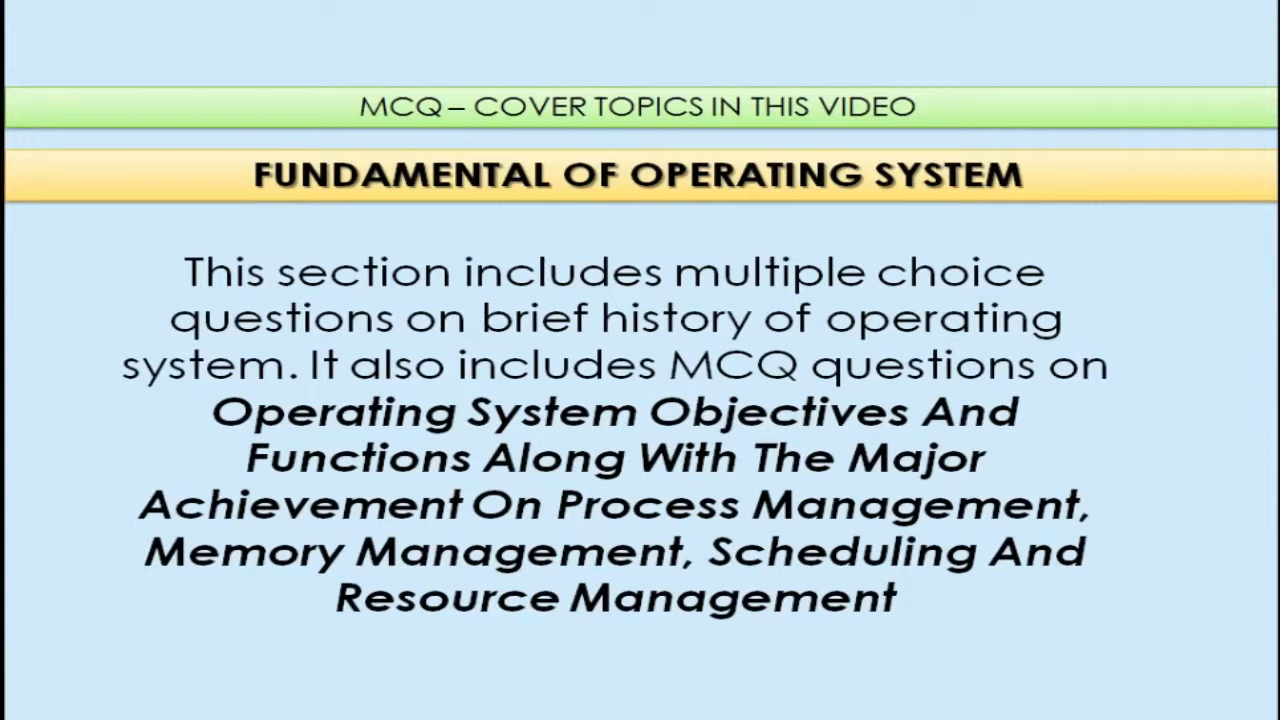 MCQ – COVER TOPICS IN THIS VIDEO
FUNDAMENTAL OF OPERATING SYSTEM
This section includes multiple choice
questions on brief history of operating
system. It also includes MCQ questions on
Operating System Objectives And
Functions Along With The Major
Achievement On Process Management,
Memory Management, Scheduling And
Resource Management